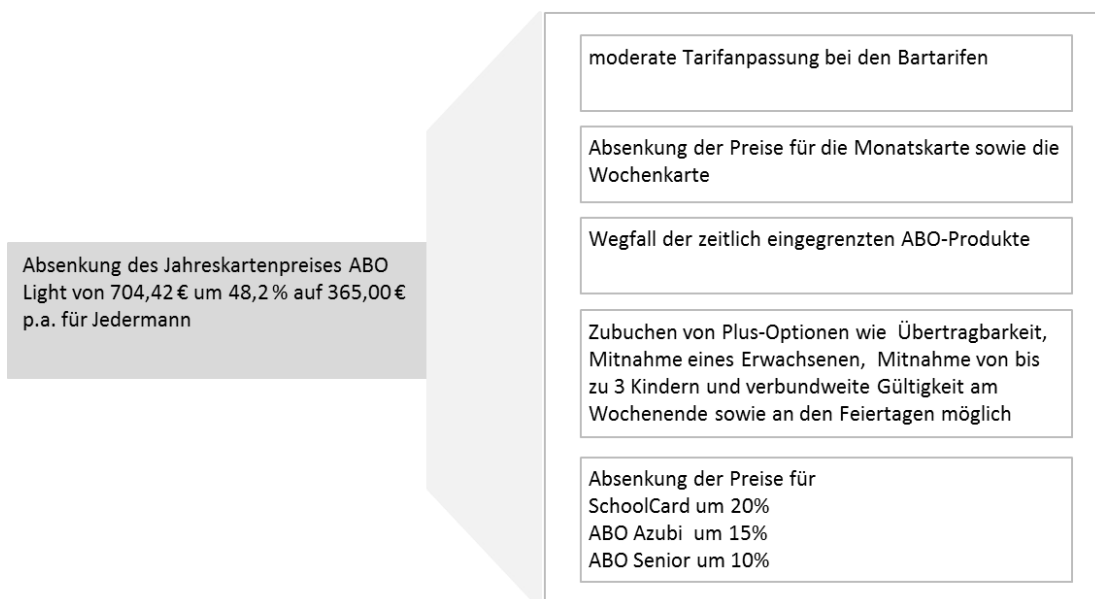 Absenkung des Jahreskartenpreises ABO
Light von 704,42 € um 48,2 % auf 365,00 €
p.a. für Jedermann
moderate Tarifanpassung bei den Bartarifen
Absenkung der Preise für die Monatskarte sowie die
Wochenkarte
Wegfall der zeitlich eingegrenzten ABO-Produkte
Zubuchen von Plus-Optionen wie Übertragbarkeit,
Mitnahme eines Erwachsenen, Mitnahme von bis
zu 3 Kindern und verbundweite Gültigkeit am
Wochenende sowie an den Feiertagen möglich
Absenkung der Preise für
SchoolCard um 20%
ABO Azubi um 15%
ABO Senior um 10%